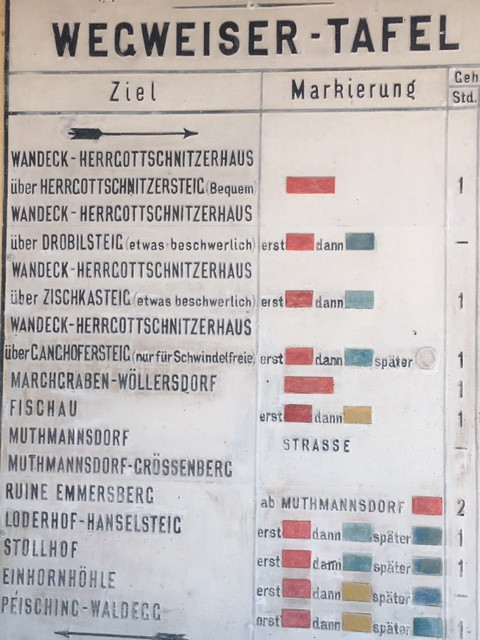 WEGWEISER-TAFEL
Ziel Markierung Geh
Std.
WANDECK-HERRGOTTSCHNITZERHAUS
über HERRGOTTSCHNITZERSTEIG (Bequem) 1
WANDECK-HERRGOTTSCHNITZERHAUS
über DROBILSTEIG (etwas beschwerlich) erst dann —
WANDECK-HERRGOTTSCHNITZERHAUS
über ZISCHKASTEIG (etwas beschwerlich) erst dann 1
WANDECK-HERRGOTTSCHNITZERHAUS
über GANGHOFERSTEIG (nur für Schwindelfreie) erst dann später 1
MARCHGRABEN-WÖLLERSDORF 1
FISCHAU erst dann 1
MUTHMANNSDORF STRASSE —
MUTHMANNSDORF-GRÖSSENBERG
RUINE EMMERSBERG ab MUTHMANNSDORF 2
LODERHOF-HANSELSTEIG erst dann später 1
STOLLHOF erst dann später 1
EINHORNHÖHLE erst dann später —
PEISCHING-WALDEGG erst dann später 1